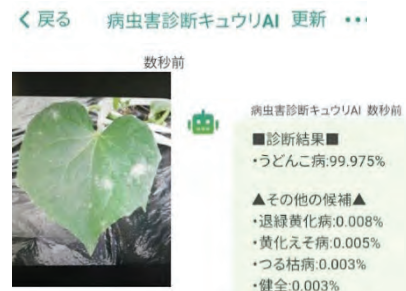 戻る 病虫害診断キュウリAI 更新 •••
数秒前
病虫害診断キュウリAI 数秒前
■診断結果■
・うどんこ病:99.975%
▲その他の候補▲
・退緑黄化病:0.008%
・黄化えそ病:0.005%
・つる枯病:0.003%
・健全:0.003%